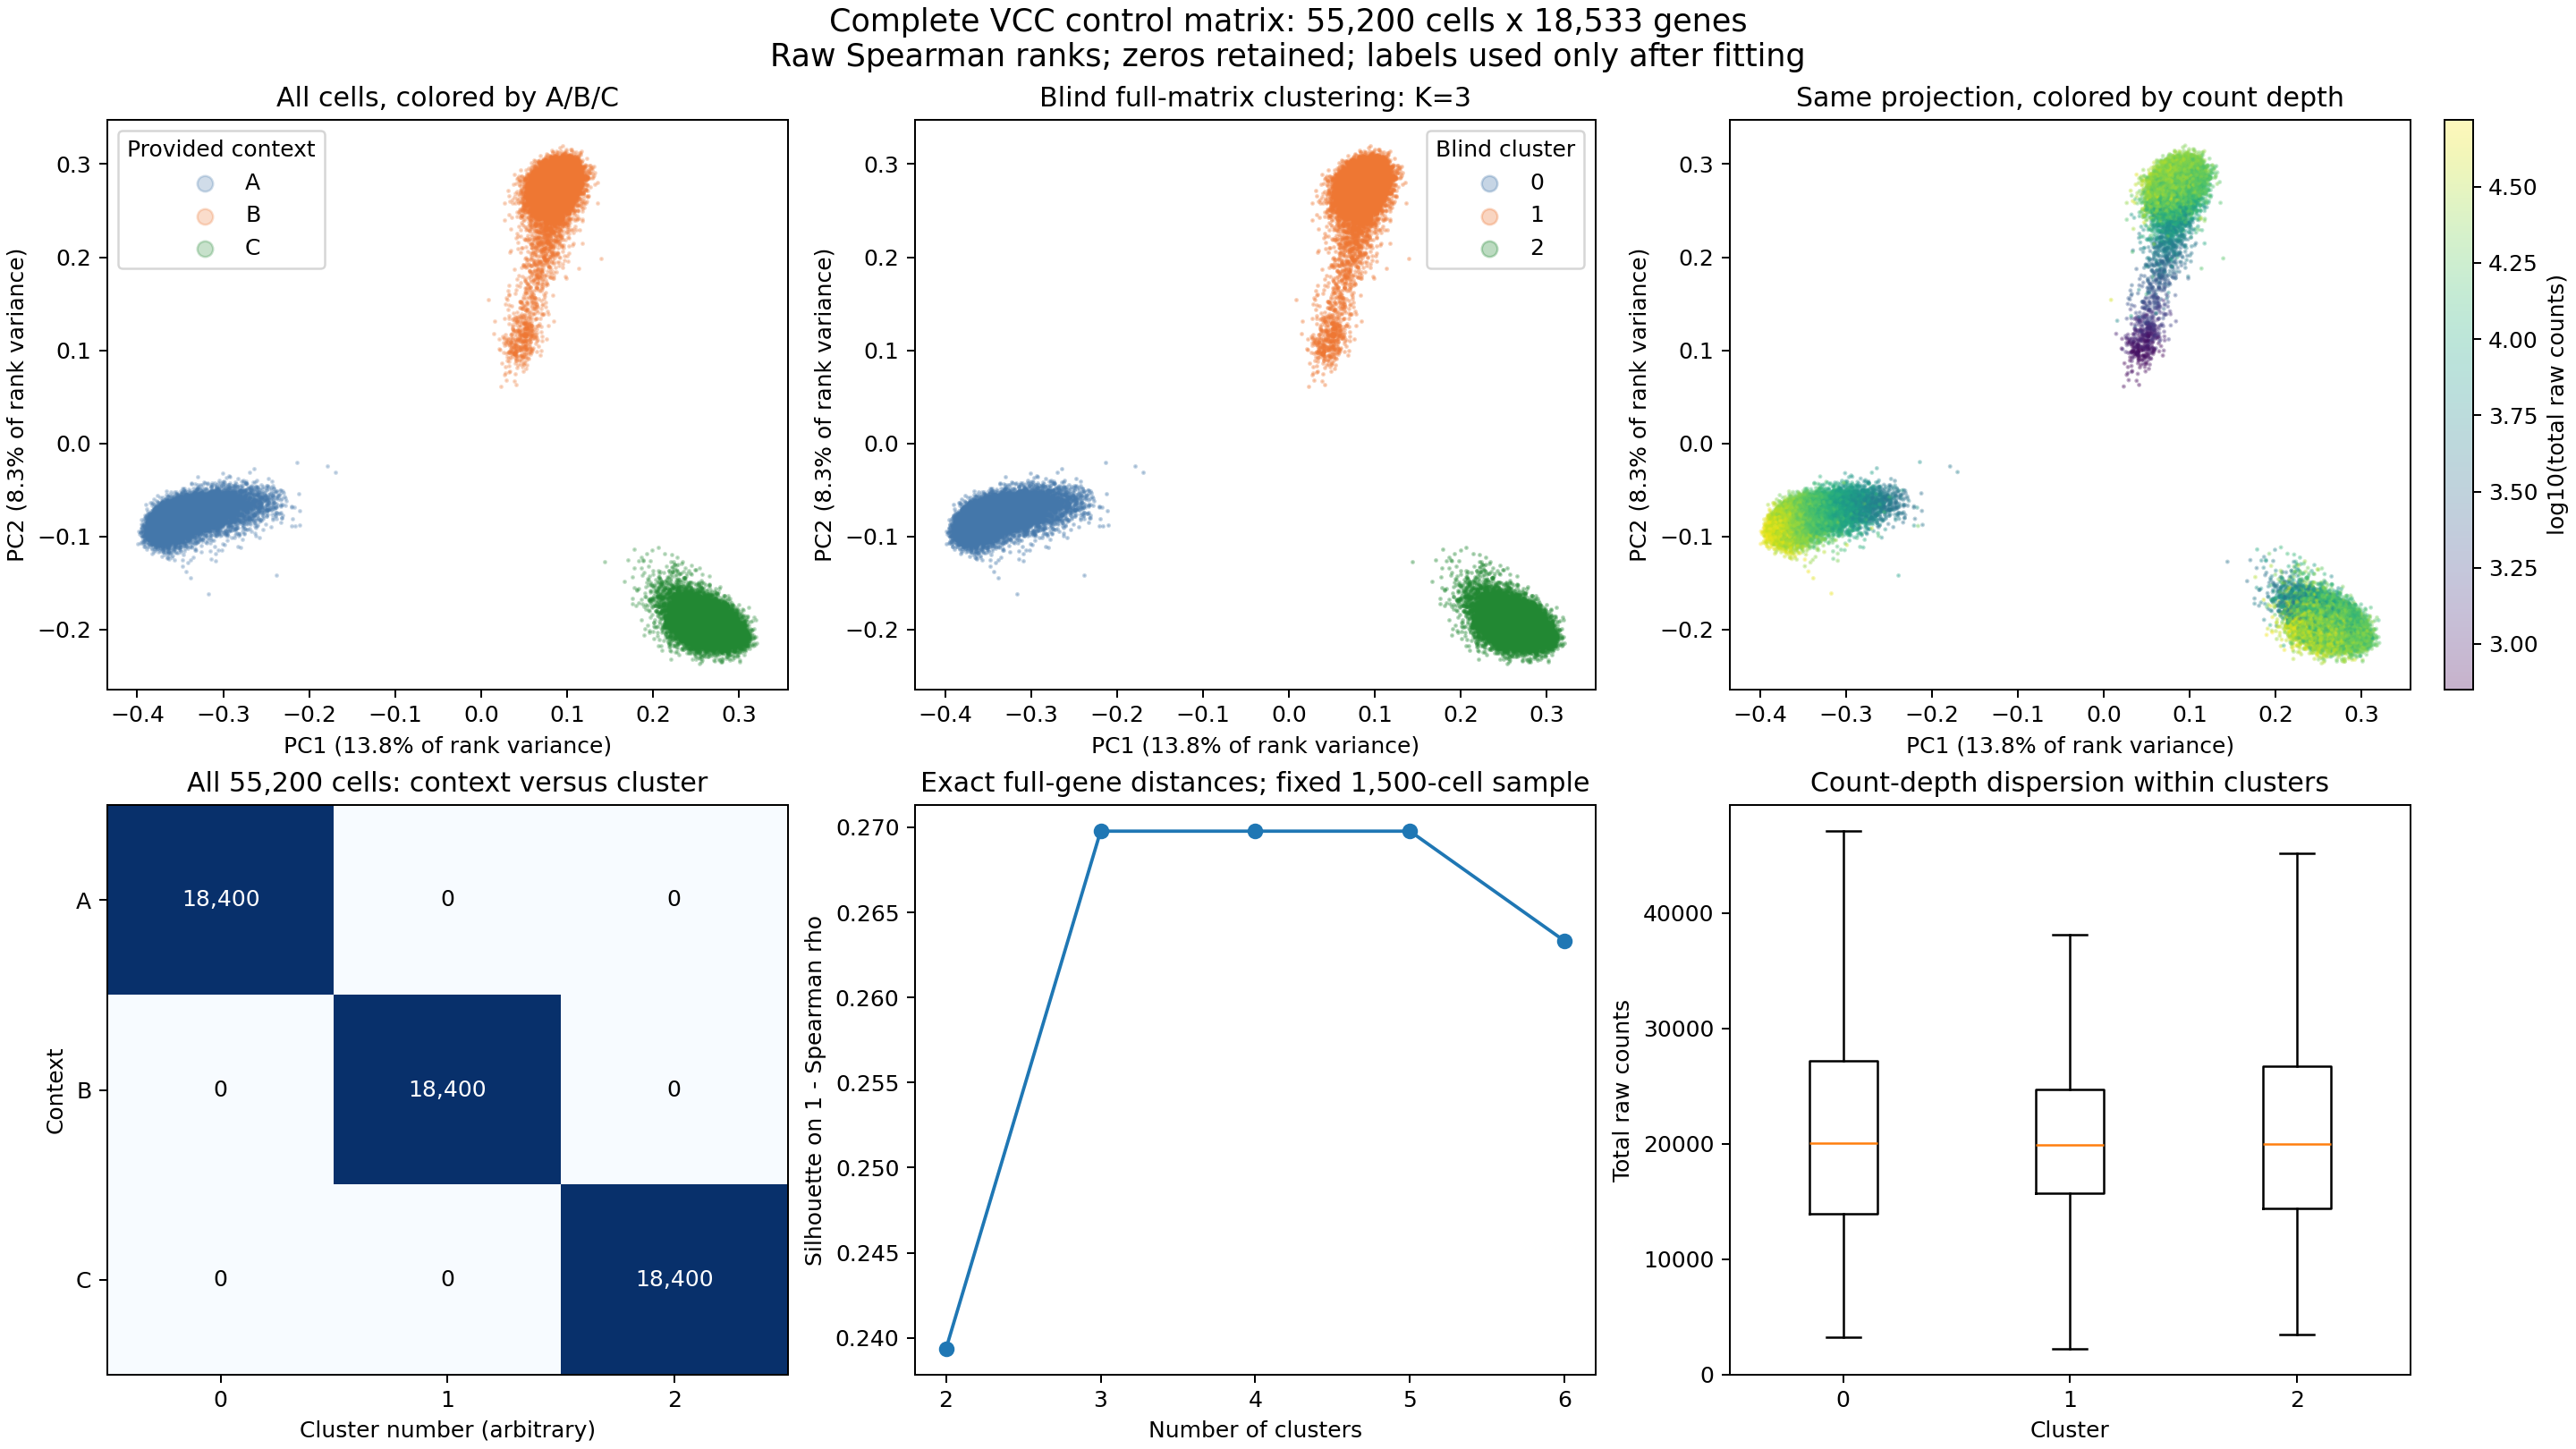 Complete VCC control matrix: 55,200 cells x 18,533 genes
Raw Spearman ranks; zeros retained; labels used only after fitting
All cells, colored by A/B/C
Provided context
A
B
C
0.3
0.2
0.1
0.0
−0.1
−0.2
PC2 (8.3% of rank variance)
−0.4 −0.3 −0.2 −0.1 0.0 0.1 0.2 0.3
PC1 (13.8% of rank variance)
Blind full-matrix clustering: K=3
Blind cluster
0
1
2
0.3
0.2
0.1
0.0
−0.1
−0.2
PC2 (8.3% of rank variance)
−0.4 −0.3 −0.2 −0.1 0.0 0.1 0.2 0.3
PC1 (13.8% of rank variance)
Same projection, colored by count depth
0.3
0.2
0.1
0.0
−0.1
−0.2
PC2 (8.3% of rank variance)
−0.4 −0.3 −0.2 −0.1 0.0 0.1 0.2 0.3
PC1 (13.8% of rank variance)
4.50
4.25
4.00
3.75
3.50
3.25
3.00
log10(total raw counts)
All 55,200 cells: context versus cluster
A 18,400 0 0
B 0 18,400 0
C 0 0 18,400
Context
0 1 2
Cluster number (arbitrary)
Exact full-gene distances; fixed 1,500-cell sample
0.270
0.265
0.260
0.255
0.250
0.245
0.240
Silhouette on 1 - Spearman rho
2 3 4 5 6
Number of clusters
Count-depth dispersion within clusters
40000
30000
20000
10000
0
Total raw counts
0 1 2
Cluster